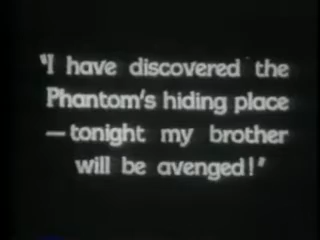 "I have discovered the
Phantom's hiding place
—tonight my brother
will be avenged!"